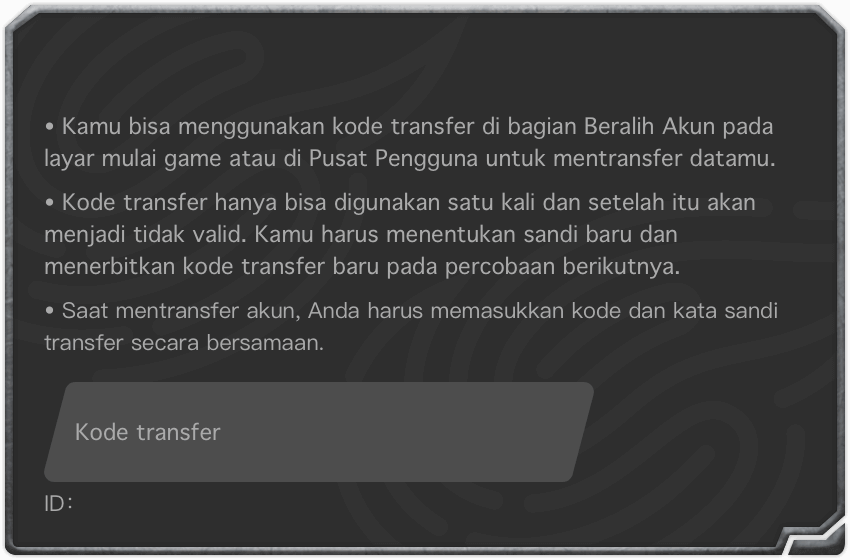 • Kamu bisa menggunakan kode transfer di bagian Beralih Akun pada
layar mulai game atau di Pusat Pengguna untuk mentransfer datamu.
• Kode transfer hanya bisa digunakan satu kali dan setelah itu akan
menjadi tidak valid. Kamu harus menentukan sandi baru dan
menerbitkan kode transfer baru pada percobaan berikutnya.
• Saat mentransfer akun, Anda harus memasukkan kode dan kata sandi
transfer secara bersamaan.
Kode transfer
ID: